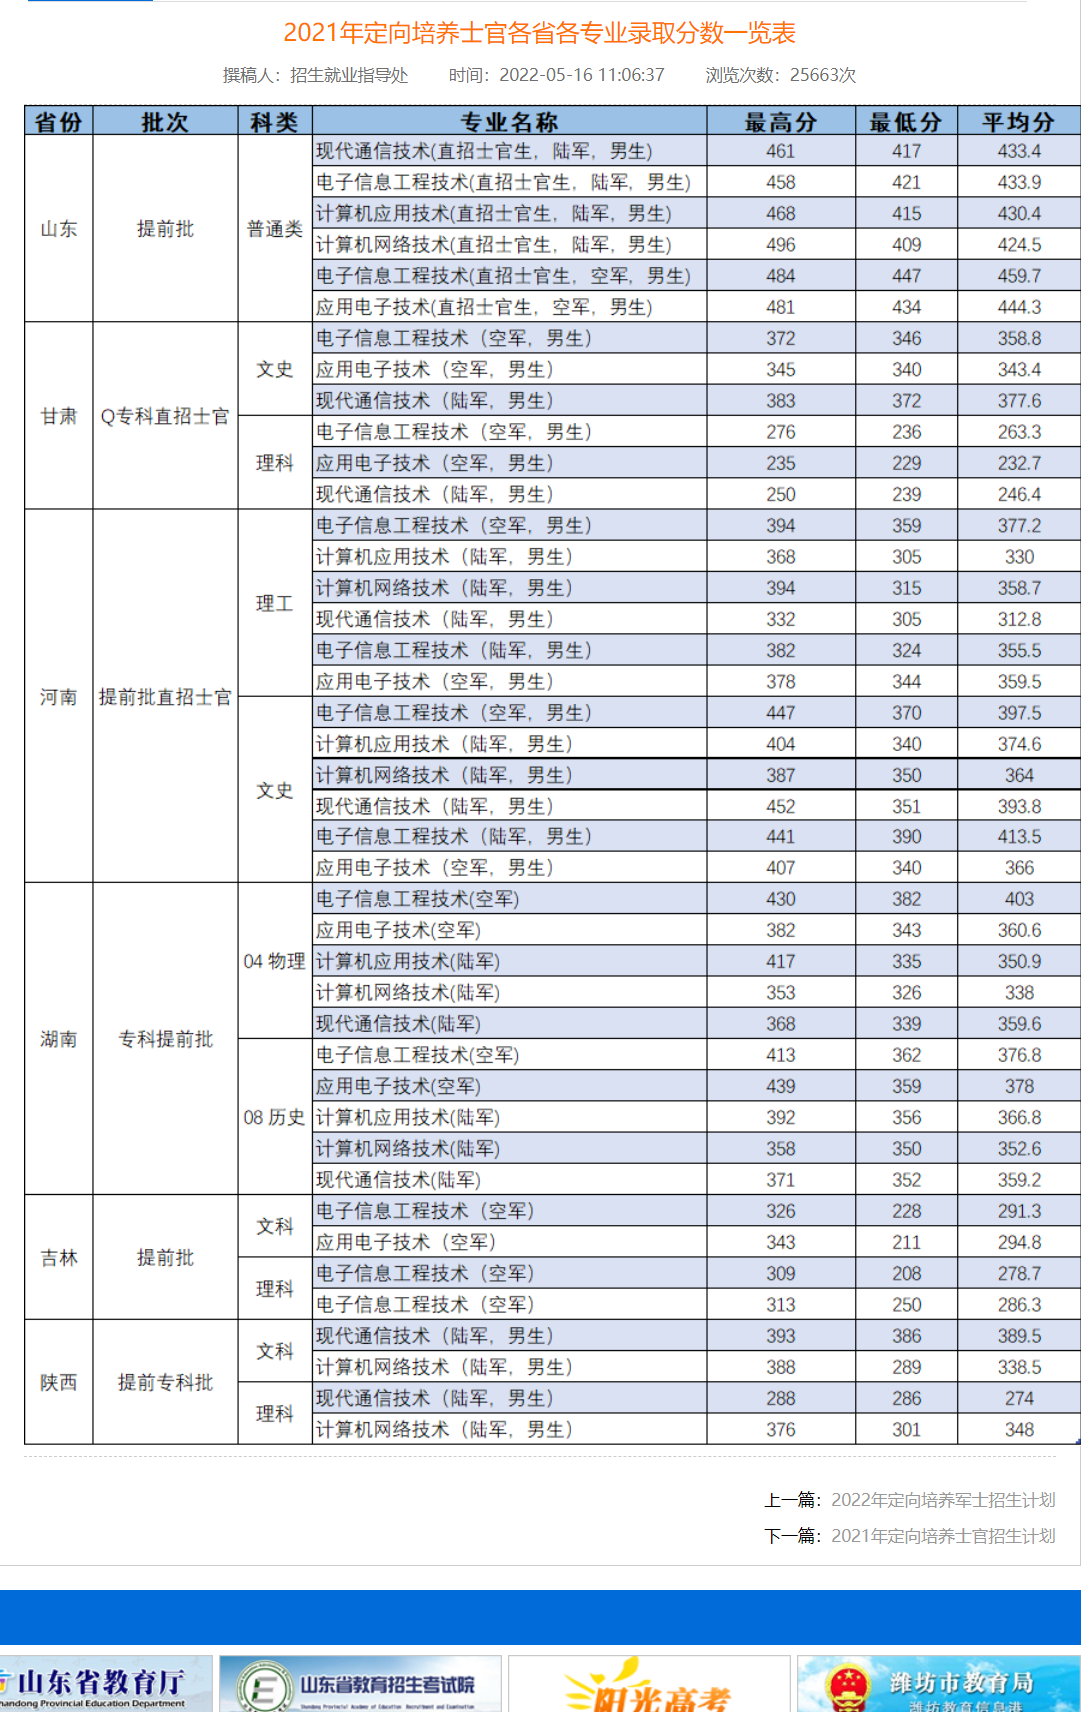 2021年定向培养士官各省各专业录取分数一览表
撰稿人：招生就业指导处 时间：2022-05-16 11:06:37 浏览次数：25663次
省份 批次 科类 专业名称 最高分 最低分 平均分
山东 提前批 普通类 现代通信技术(直招士官生，陆军，男生) 461 417 433.4
电子信息工程技术(直招士官生，陆军，男生) 458 421 433.9
计算机应用技术(直招士官生，陆军，男生) 468 415 430.4
计算机网络技术(直招士官生，陆军，男生) 496 409 424.5
电子信息工程技术(直招士官生，空军，男生) 484 447 459.7
应用电子技术(直招士官生，空军，男生) 481 434 444.3
甘肃 Q专科直招士官 文史 电子信息工程技术（空军，男生） 372 346 358.8
应用电子技术（空军，男生） 345 340 343.4
现代通信技术（陆军，男生） 383 372 377.6
理科 电子信息工程技术（空军，男生） 276 236 263.3
应用电子技术（空军，男生） 235 229 232.7
现代通信技术（陆军，男生） 250 239 246.4
河南 提前批直招士官 理工 电子信息工程技术（空军，男生） 394 359 377.2
计算机应用技术（陆军，男生） 368 305 330
计算机网络技术（陆军，男生） 394 315 358.7
现代通信技术（陆军，男生） 332 305 312.8
电子信息工程技术（陆军，男生） 382 324 355.5
应用电子技术（空军，男生） 378 344 359.5
文史 电子信息工程技术（空军，男生） 447 370 397.5
计算机应用技术（陆军，男生） 404 340 374.6
计算机网络技术（陆军，男生） 387 350 364
现代通信技术（陆军，男生） 452 351 393.8
电子信息工程技术（陆军，男生） 441 390 413.5
应用电子技术（空军，男生） 407 340 366
湖南 专科提前批 04 物理 电子信息工程技术(空军) 430 382 403
应用电子技术(空军) 382 343 360.6
计算机应用技术(陆军) 417 335 350.9
计算机网络技术(陆军) 353 326 338
现代通信技术(陆军) 368 339 359.6
08 历史 电子信息工程技术(空军) 413 362 376.8
应用电子技术(空军) 439 359 378
计算机应用技术(陆军) 392 356 366.8
计算机网络技术(陆军) 358 350 352.6
现代通信技术(陆军) 371 352 359.2
吉林 提前批 文科 电子信息工程技术（空军） 326 228 291.3
应用电子技术（空军） 343 211 294.8
理科 电子信息工程技术（空军） 309 208 278.7
电子信息工程技术（空军） 313 250 286.3
陕西 提前专科批 文科 现代通信技术（陆军，男生） 393 386 389.5
计算机网络技术（陆军，男生） 388 289 338.5
理科 现代通信技术（陆军，男生） 288 286 274
计算机网络技术（陆军，男生） 376 301 348
上一篇：2022年定向培养军士招生计划
下一篇：2021年定向培养士官招生计划
山东省教育厅
handong Provincial Education Department
山东省教育招生考试院
Shandong Provincial Academy of Education Recruitment and Examination
阳光高考
潍坊市教育局
潍坊教育信息港